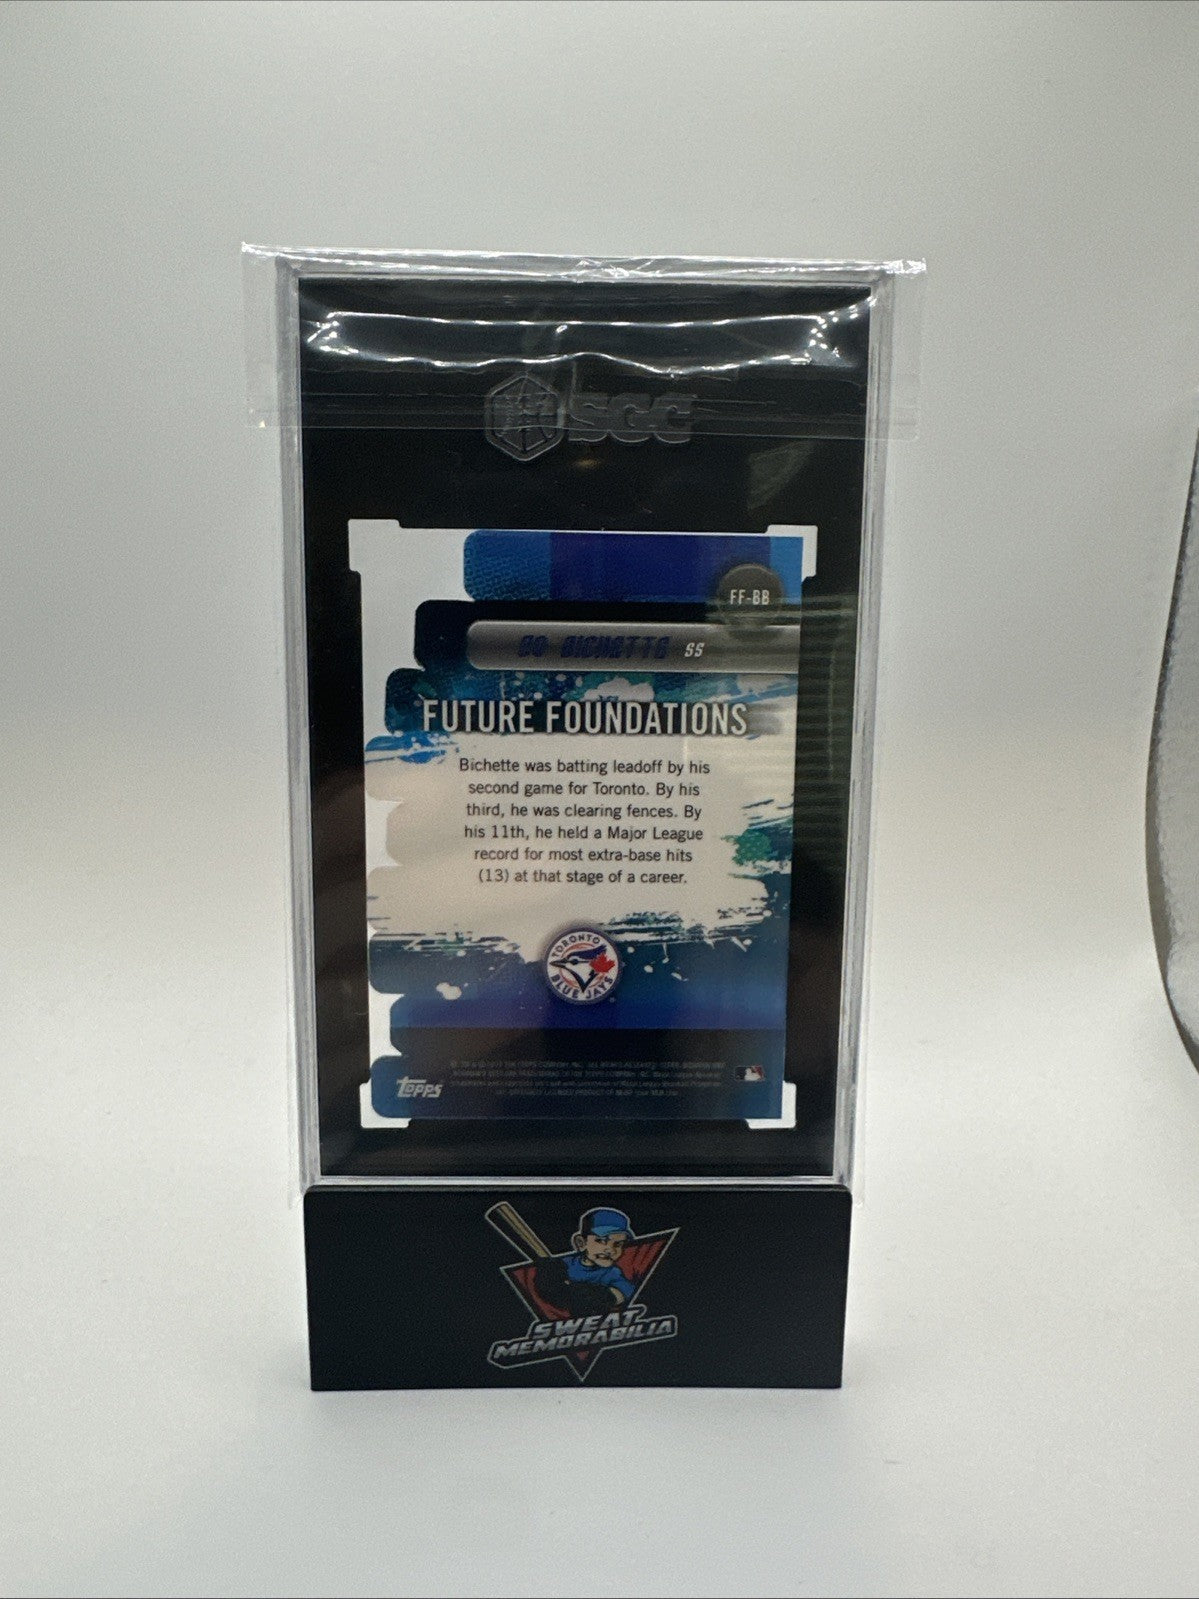 SGC
FF-BB
BO BICHETTE SS
FUTURE FOUNDATIONS
Bichette was batting leadoff by his
second game for Toronto. By his
third, he was clearing fences. By
his 11th, he held a Major League
record for most extra-base hits
(13) at that stage of a career.
TORONTO
BLUE JAYS
TOPPS
SWEAT
MEMORABILIA